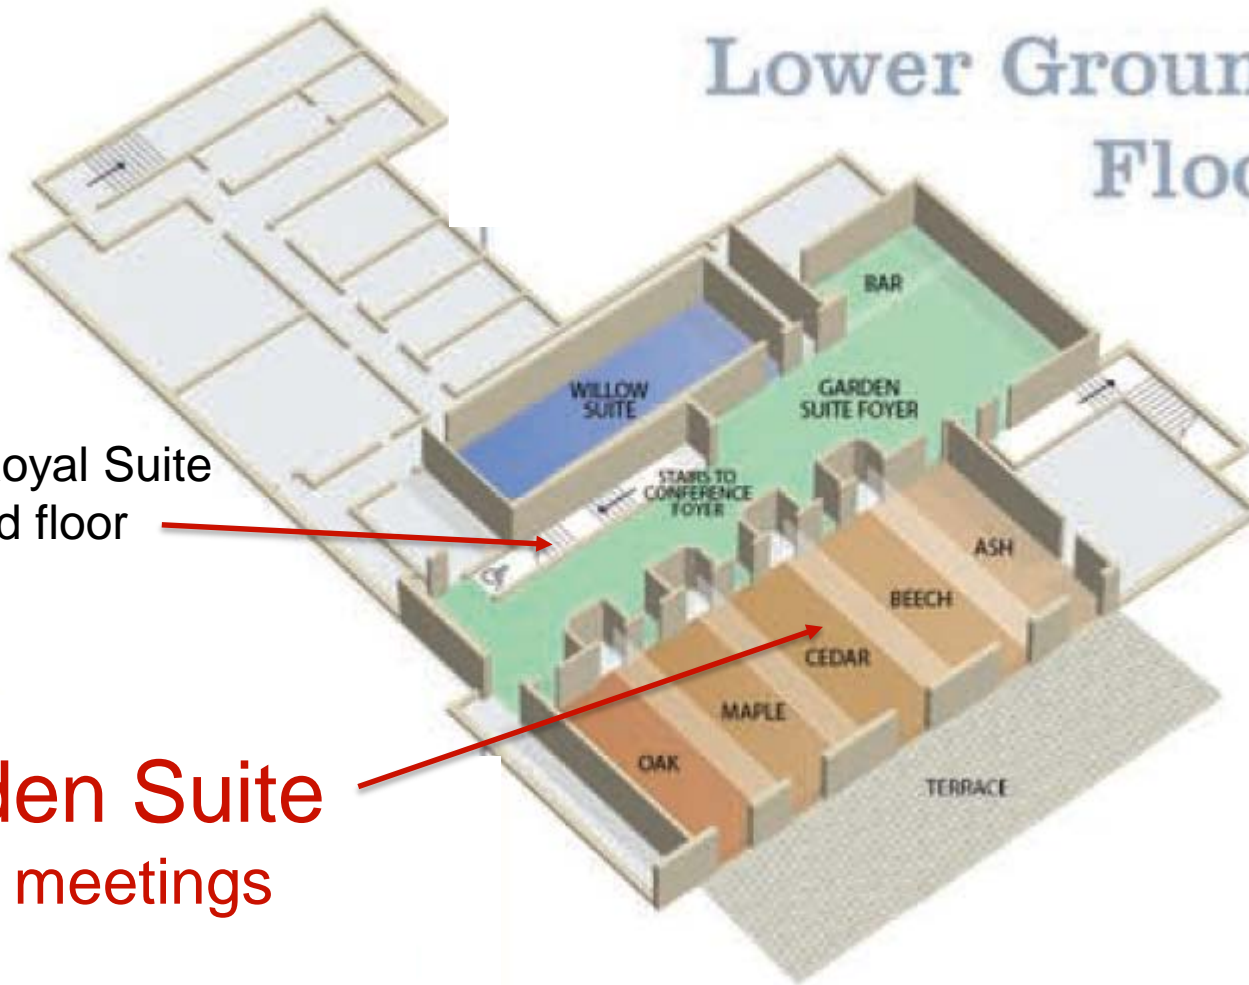 Lower Groun
Floo
BAR
WILLOW
SUITE
GARDEN
SUITE FOYER
oyal Suite
d floor
STAIRS TO
CONFERENCE
FOYER
ASH
BEECH
CEDAR
MAPLE
OAK
den Suite
meetings
TERRACE